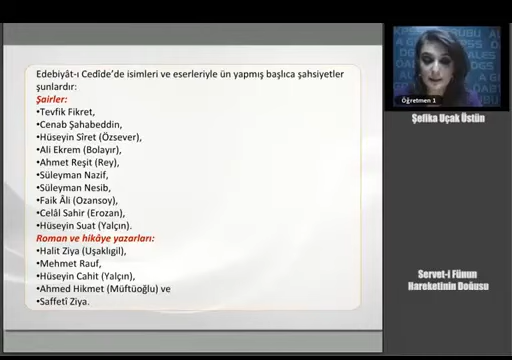 Edebiyât-ı Cedîde'de isimleri ve eserleriyle ün yapmış başlıca şahsiyetler
şunlardır:
Şairler:
•Tevfik Fikret,
•Cenab Şahabeddin,
•Hüseyin Sîret (Özsever),
•Ali Ekrem (Bolayır),
•Ahmet Reşit (Rey),
•Süleyman Nazif,
•Süleyman Nesib,
•Faik Âli (Ozansoy),
•Celâl Sahir (Erozan),
•Hüseyin Suat (Yalçın).
Roman ve hikâye yazarları:
•Halit Ziya (Uşaklıgil),
•Mehmet Rauf,
•Hüseyin Cahit (Yalçın),
•Ahmed Hikmet (Müftüoğlu) ve
•Saffetî Ziya.
Öğretmen 1
Şefika Uçak Üstün
Servet-i Fünun
Hareketinin Doğusu